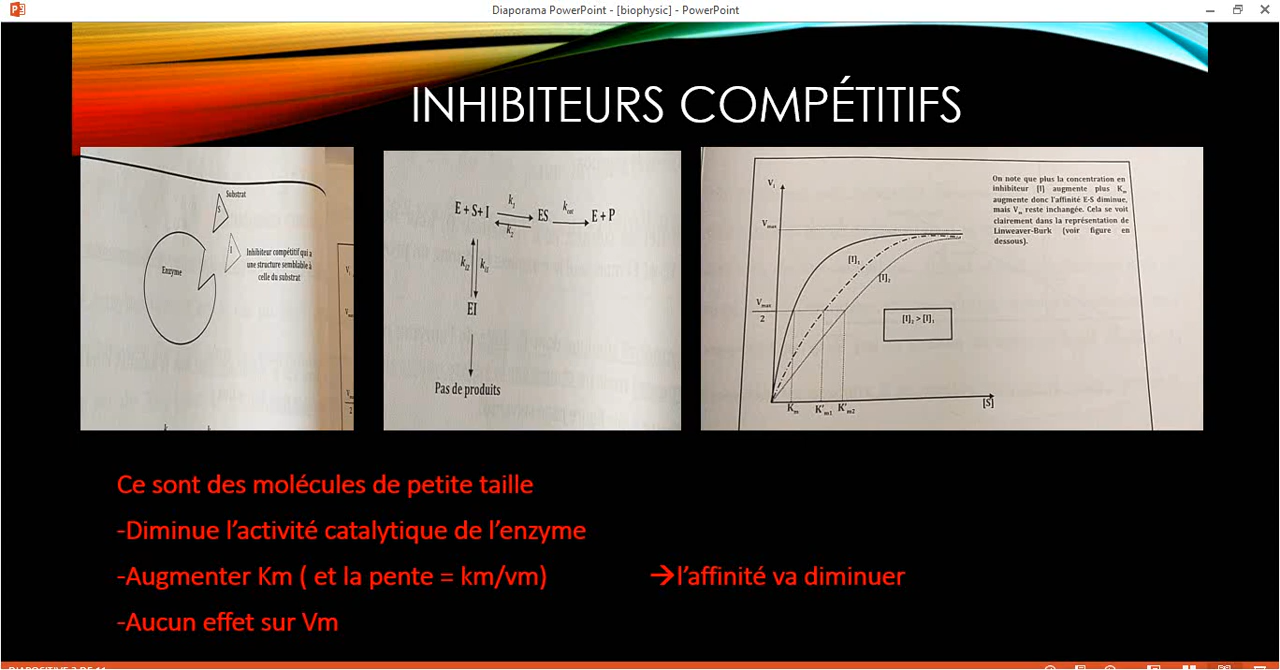 Diaporama PowerPoint - [biophysic] - PowerPoint
INHIBITEURS COMPÉTITIFS
Substrat
S
I
Enzyme
Inhibiteur compétitif qui a
une structure semblable à
celle du substrat
E + S+ I
k₁
k₂
ES
E + P
EI
Pas de produits
On note que plus la concentration en
inhibiteur [I] augmente plus Kₘ
augmente donc l'affinité E-S diminue,
mais Vₘ reste inchangée. Cela se voit
clairement dans la représentation de
Linweaver-Burk (voir figure en
dessous).
Vᵢ
Vmax
[I]₁
[I]₂
Vmax
2
[I]₂ > [I]₁
Kₘ
K'm1
K'm2
[S]
Ce sont des molécules de petite taille
-Diminue l'activité catalytique de l'enzyme
-Augmenter Km ( et la pente = km/vm) →l'affinité va diminuer
-Aucun effet sur Vm